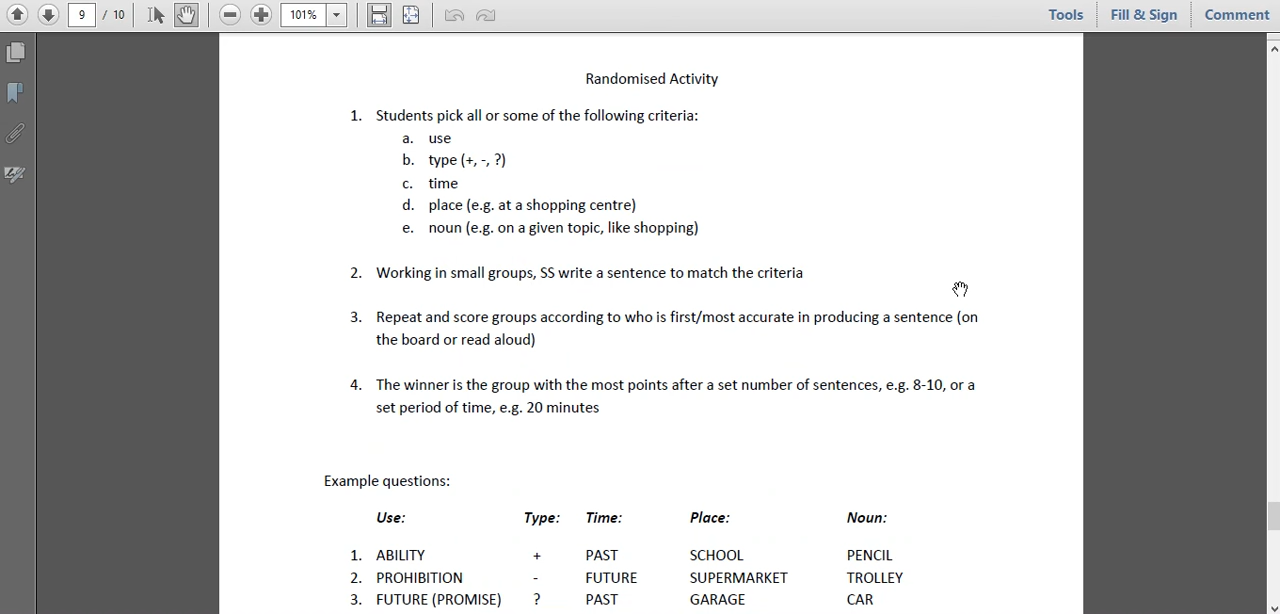 9 / 10 101% Tools Fill & Sign Comment
Randomised Activity
1. Students pick all or some of the following criteria:
a. use
b. type (+, -, ?)
c. time
d. place (e.g. at a shopping centre)
e. noun (e.g. on a given topic, like shopping)
2. Working in small groups, SS write a sentence to match the criteria
3. Repeat and score groups according to who is first/most accurate in producing a sentence (on
the board or read aloud)
4. The winner is the group with the most points after a set number of sentences, e.g. 8-10, or a
set period of time, e.g. 20 minutes
Example questions:
Use: Type: Time: Place: Noun:
1. ABILITY + PAST SCHOOL PENCIL
2. PROHIBITION - FUTURE SUPERMARKET TROLLEY
3. FUTURE (PROMISE) ? PAST GARAGE CAR